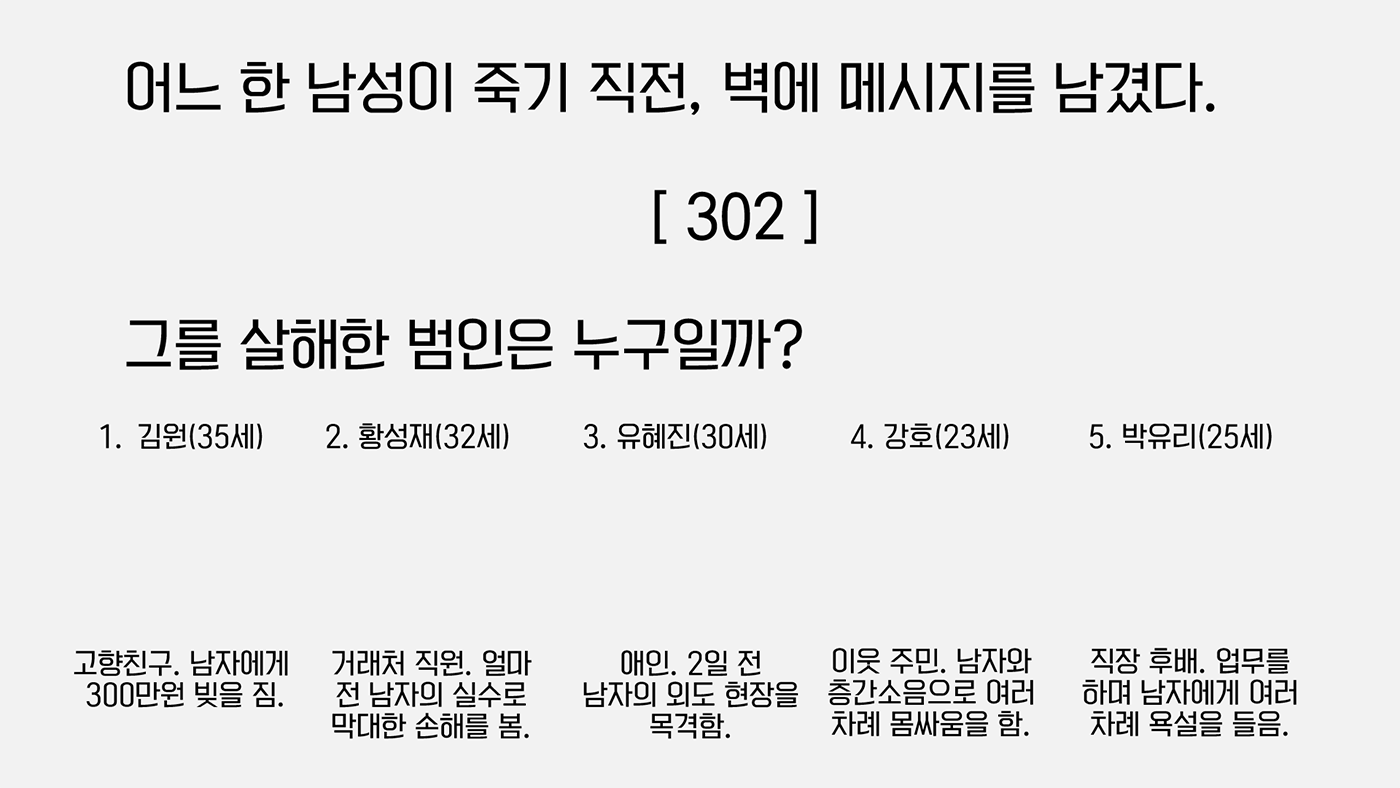 어느 한 남성이 죽기 직전, 벽에 메시지를 남겼다.
[ 302 ]
그를 살해한 범인은 누구일까?
1. 김원(35세)
2. 황성재(32세)
3. 유혜진(30세)
4. 강호(23세)
5. 박유리(25세)
고향친구. 남자에게
300만원 빚을 짐.
거래처 직원. 얼마
전 남자의 실수로
막대한 손해를 봄.
애인. 2일 전
남자의 외도 현장을
목격함.
이웃 주민. 남자와
층간소음으로 여러
차례 몸싸움을 함.
직장 후배. 업무를
하며 남자에게 여러
차례 욕설을 들음.